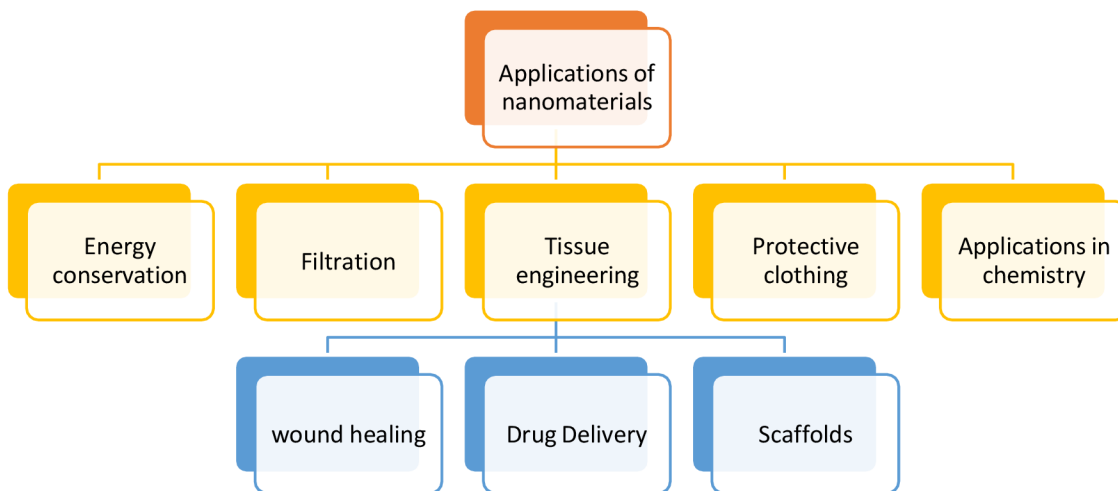 Applications of
nanomaterials
Energy
conservation
Filtration
Tissue
engineering
Protective
clothing
Applications in
chemistry
wound healing
Drug Delivery
Scaffolds